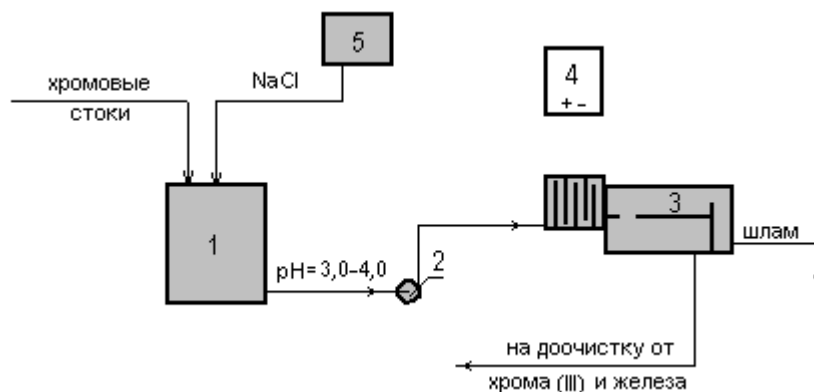 5
хромовые
стоки
NaCl
4
+ -
1
pH=3,0-4,0
2
3
шлам
на доочистку от
хрома (III) и железа